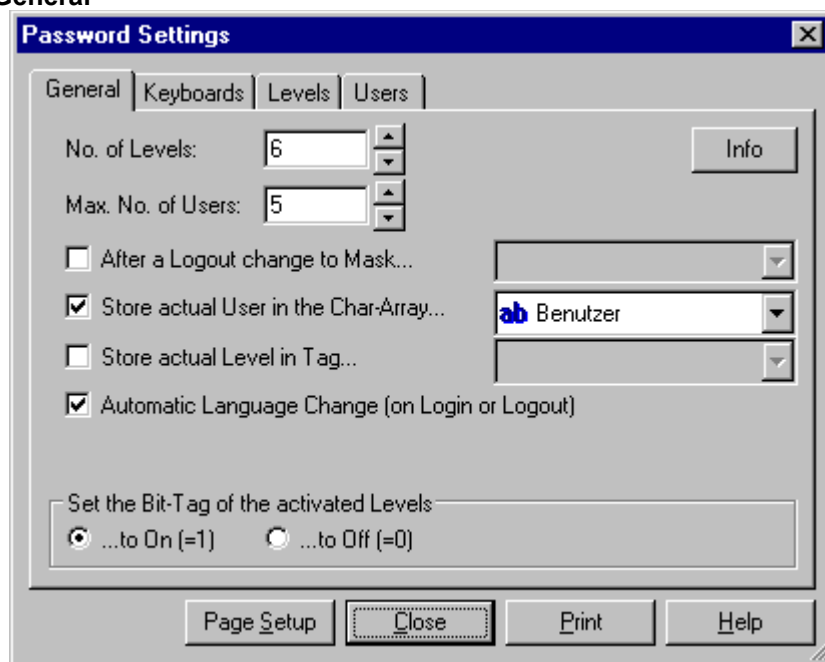 General
Password Settings
General Keyboards Levels Users
No. of Levels: 6 Info
Max. No. of Users: 5
After a Logout change to Mask...
Store actual User in the Char-Array... ab Benutzer
Store actual Level in Tag...
Automatic Language Change (on Login or Logout)
Set the Bit-Tag of the activated Levels
...to On (=1) ...to Off (=0)
Page Setup Close Print Help